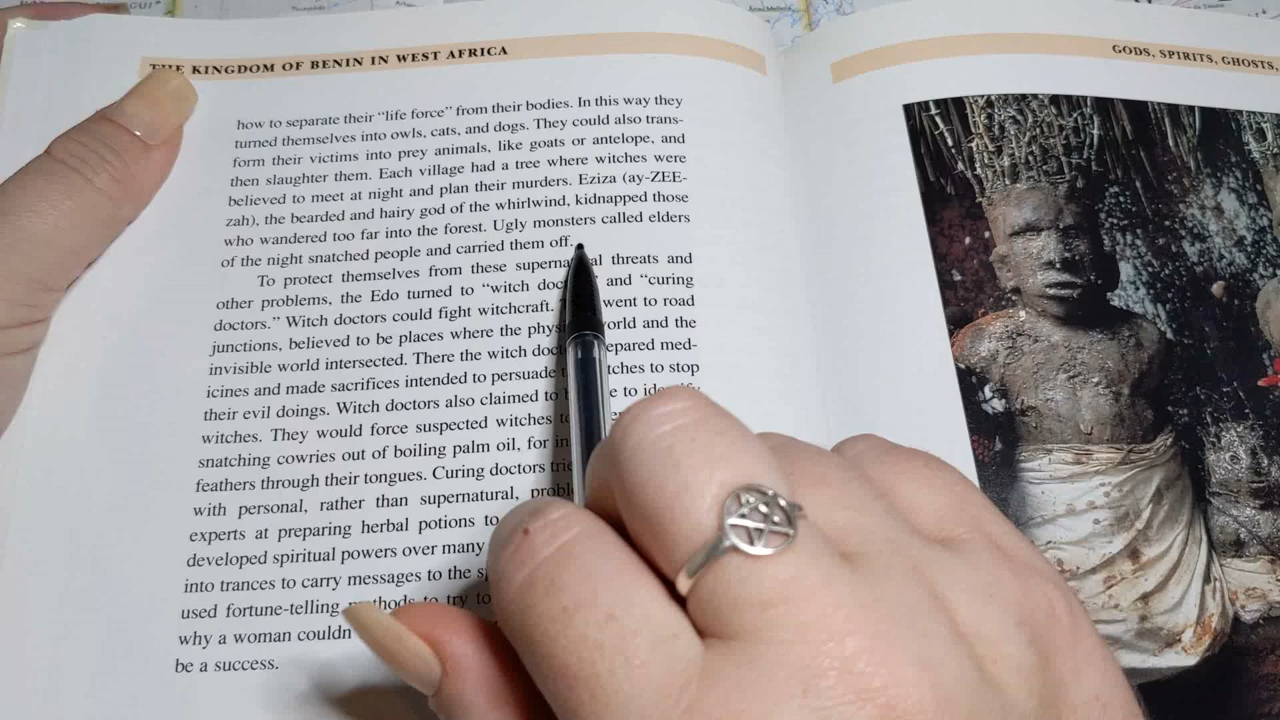 THE KINGDOM OF BENIN IN WEST AFRICA
how to separate their “life force” from their bodies. In this way they
turned themselves into owls, cats, and dogs. They could also trans-
form their victims into prey animals, like goats or antelope, and
then slaughter them. Each village had a tree where witches were
believed to meet at night and plan their murders. Eziza (ay-ZEE-
zah), the bearded and hairy god of the whirlwind, kidnapped those
who wandered too far into the forest. Ugly monsters called elders
of the night snatched people and carried them off.
To protect themselves from these supernatural threats and
other problems, the Edo turned to “witch and “curing
doctors.” Witch doctors could fight witchcraft. went to road
junctions, believed to be places where the world and the
invisible world intersected. There the witch med-
icines and made sacrifices intended to persuade to stop
their evil doings. Witch doctors also claimed to to
witches. They would force suspected witches
snatching cowries out of boiling palm oil, for
feathers through their tongues. Curing doctors
with personal, rather than supernatural,
experts at preparing herbal potions to
developed spiritual powers over many
into trances to carry messages to the
used fortune-telling methods to try to
why a woman
be a success.
GODS, SPIRITS, GHOSTS,